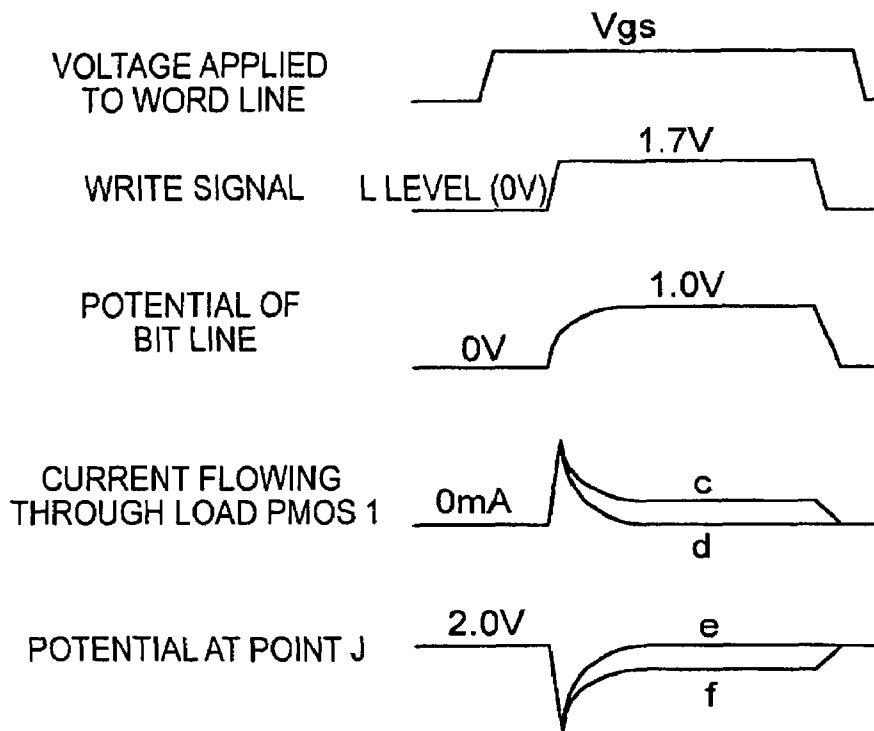 Vgs
VOLTAGE APPLIED
TO WORD LINE
1.7V
WRITE SIGNAL
L LEVEL (0V)
POTENTIAL OF
BIT LINE
1.0V
0V
CURRENT FLOWING
THROUGH LOAD PMOS 1
0mA
c
d
POTENTIAL AT POINT J
2.0V
e
f